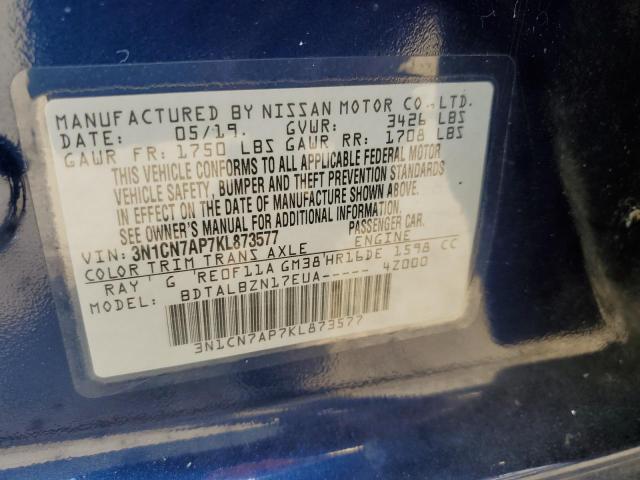 MANUFACTURED BY NISSAN MOTOR CO.,LTD.
DATE: 05/19. GVWR: 3426 LBS
GAWR FR: 1750 LBS GAWR RR: 1708 LBS
THIS VEHICLE CONFORMS TO ALL APPLICABLE FEDERAL MOTOR
VEHICLE SAFETY, BUMPER AND THEFT PREVENTION STANDARDS
IN EFFECT ON THE DATE OF MANUFACTURE SHOWN ABOVE.
SEE OWNER'S MANUAL FOR ADDITIONAL INFORMATION.
VIN: 3N1CN7AP7KL873577 PASSENGER CAR.
COLOR TRIM TRANS AXLE ENGINE
RAY G RE0F11A GM38 HR16DE 1598 CC
MODEL: BDTALBZN17EUA----- 4Z000
3N1CN7AP7KL873577